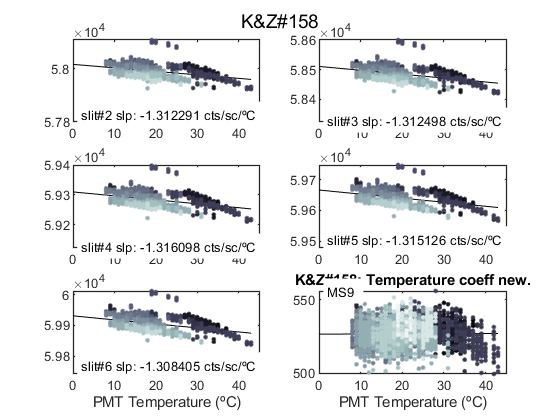 K&Z#158
×10⁴
×10⁴
5.8
5.78
slit#2 slp: -1.312291 cts/sc/ºC
0 10 20 30 40
5.86
5.85
5.84
slit#3 slp: -1.312498 cts/sc/ºC
0 10 20 30 40
×10⁴
×10⁴
5.94
5.93
5.92
slit#4 slp: -1.316098 cts/sc/ºC
0 10 20 30 40
5.97
5.96
5.95
slit#5 slp: -1.315126 cts/sc/ºC
0 10 20 30 40
×10⁴
6
5.99
5.98
slit#6 slp: -1.308405 cts/sc/ºC
0 10 20 30 40
PMT Temperature (ºC)
K&Z#158: Temperature coeff new.
MS9
550
500
0 10 20 30 40
PMT Temperature (ºC)